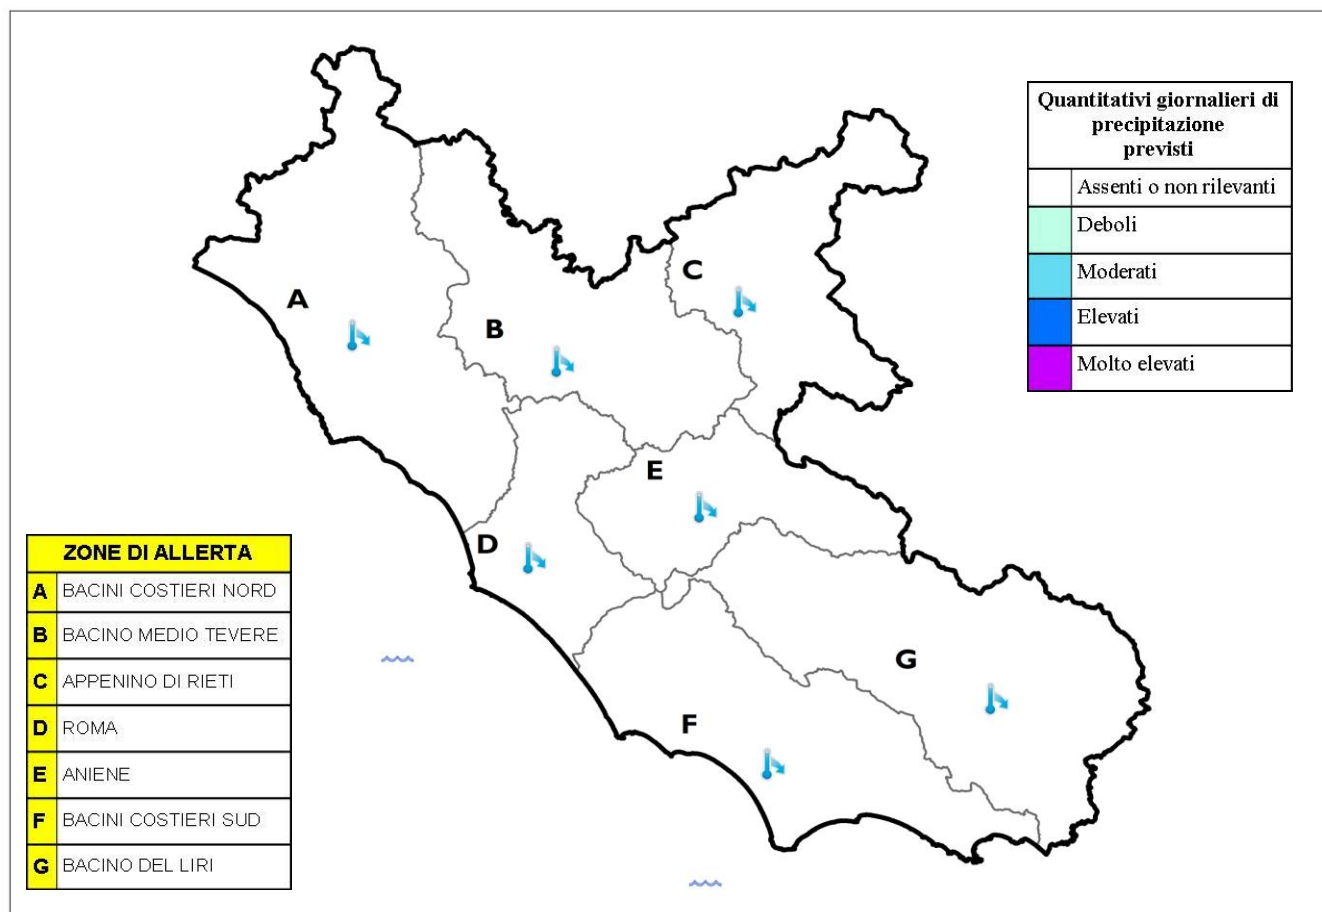 Quantitativi giornalieri di
precipitazione
previsti
Assenti o non rilevanti
Deboli
Moderati
Elevati
Molto elevati
A
B
C
D
E
F
G
ZONE DI ALLERTA
A BACINI COSTIERI NORD
B BACINO MEDIO TEVERE
C APPENINO DI RIETI
D ROMA
E ANIENE
F BACINI COSTIERI SUD
G BACINO DEL LIRI